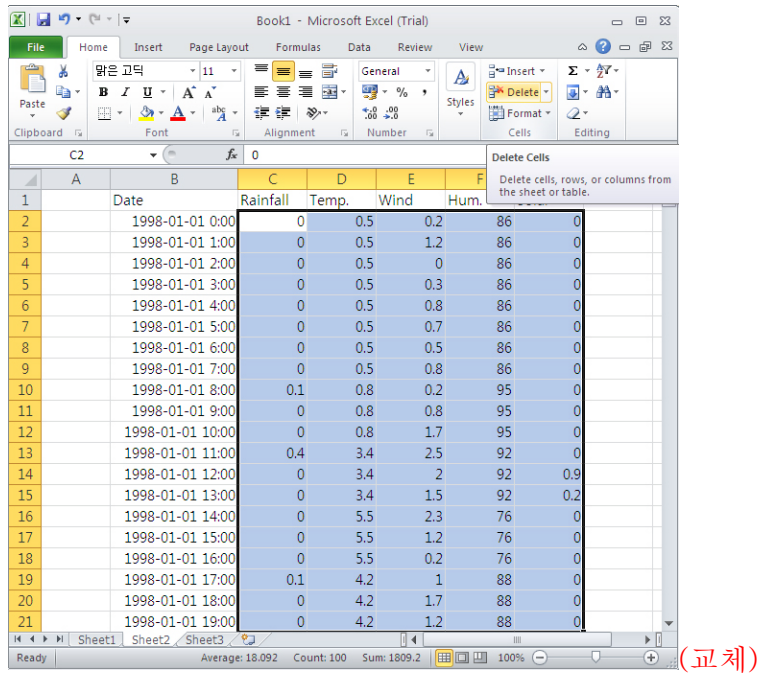 Book1 - Microsoft Excel (Trial)
File Home Insert Page Layout Formulas Data Review View
Paste
Clipboard
맑은 고딕 11
B I U A A
abc A
Font
Alignment
General
% ,
.0 .00
.00 .0
Number
A
Styles
Insert
Delete
Format
Cells
Σ
Editing
C2 fx 0
Delete Cells
Delete cells, rows, or columns from
the sheet or table.
A B C D E F
1 Date Rainfall Temp. Wind Hum.
2 1998-01-01 0:00 0 0.5 0.2 86 0
3 1998-01-01 1:00 0 0.5 1.2 86 0
4 1998-01-01 2:00 0 0.5 0 86 0
5 1998-01-01 3:00 0 0.5 0.3 86 0
6 1998-01-01 4:00 0 0.5 0.8 86 0
7 1998-01-01 5:00 0 0.5 0.7 86 0
8 1998-01-01 6:00 0 0.5 0.5 86 0
9 1998-01-01 7:00 0 0.5 0.8 86 0
10 1998-01-01 8:00 0.1 0.8 0.2 95 0
11 1998-01-01 9:00 0 0.8 0.8 95 0
12 1998-01-01 10:00 0 0.8 1.7 95 0
13 1998-01-01 11:00 0.4 3.4 2.5 92 0
14 1998-01-01 12:00 0 3.4 2 92 0.9
15 1998-01-01 13:00 0 3.4 1.5 92 0.2
16 1998-01-01 14:00 0 5.5 2.3 76 0
17 1998-01-01 15:00 0 5.5 1.2 76 0
18 1998-01-01 16:00 0 5.5 0.2 76 0
19 1998-01-01 17:00 0.1 4.2 1 88 0
20 1998-01-01 18:00 0 4.2 1.7 88 0
21 1998-01-01 19:00 0 4.2 1.2 88 0
Sheet1 Sheet2 Sheet3
Ready Average: 18.092 Count: 100 Sum: 1809.2 100%
(교체)